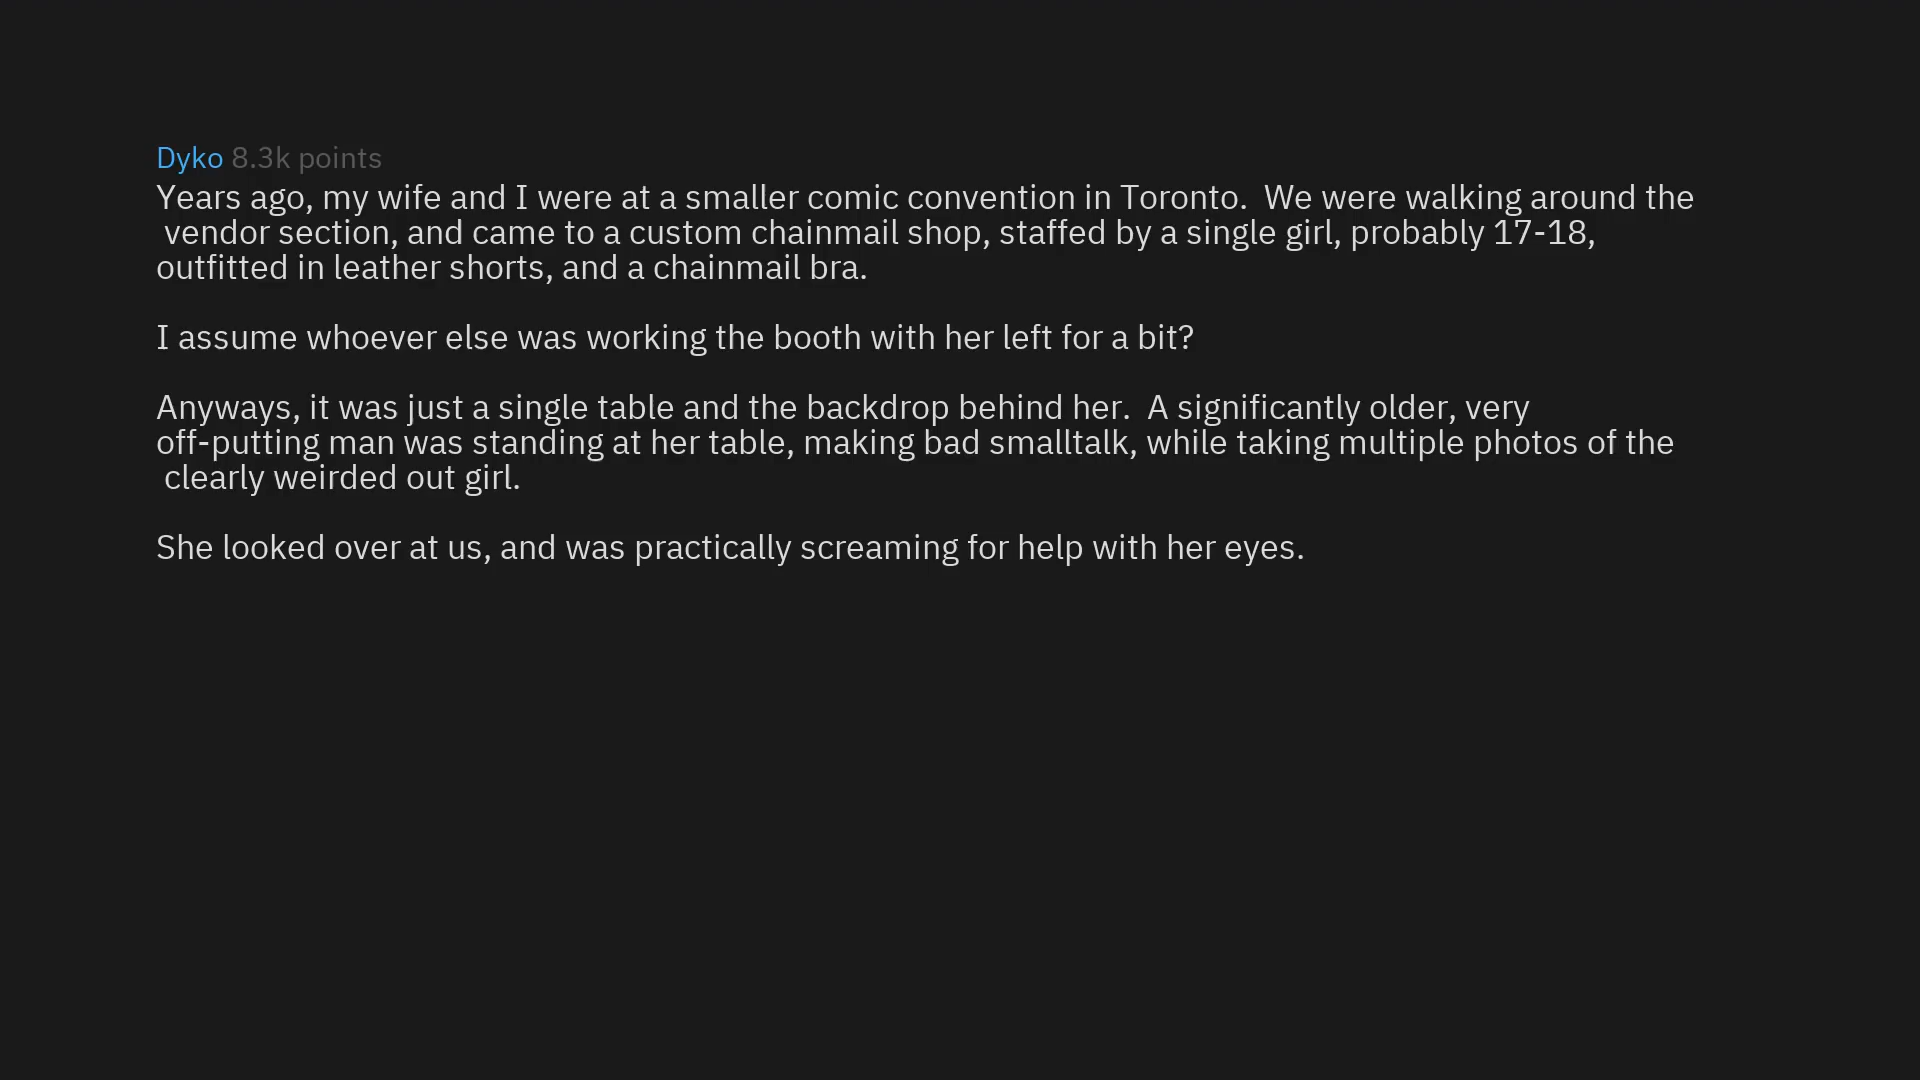 Dyko 8.3k points
Years ago, my wife and I were at a smaller comic convention in Toronto.  We were walking around the
vendor section, and came to a custom chainmail shop, staffed by a single girl, probably 17-18,
outfitted in leather shorts, and a chainmail bra.
I assume whoever else was working the booth with her left for a bit?
Anyways, it was just a single table and the backdrop behind her.  A significantly older, very
off-putting man was standing at her table, making bad smalltalk, while taking multiple photos of the
clearly weirded out girl.
She looked over at us, and was practically screaming for help with her eyes.